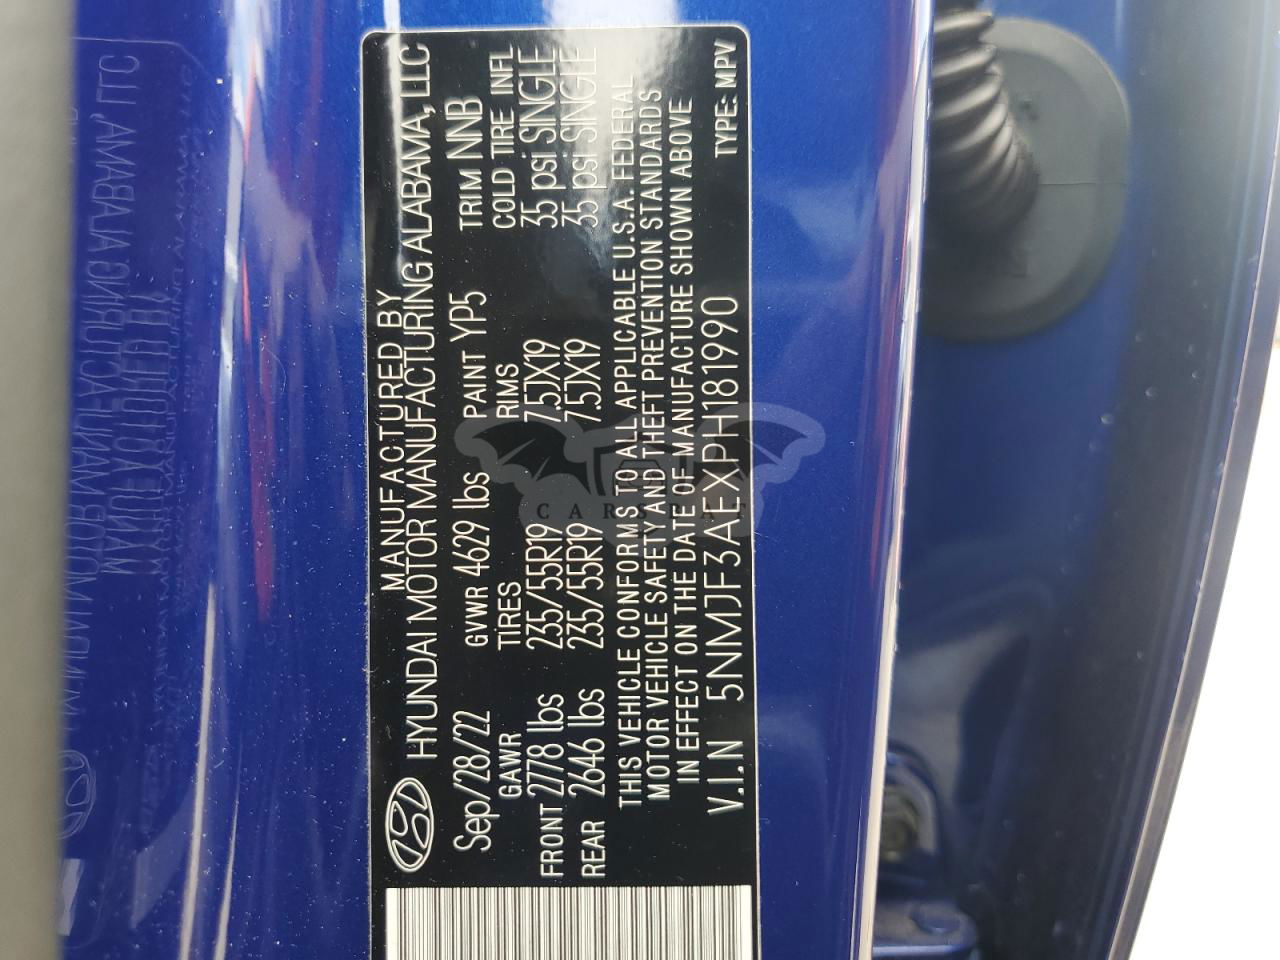 MANUFACTURED BY
HYUNDAI MOTOR MANUFACTURING ALABAMA, LLC
Sep/28/22 GVWR 4629 lbs PAINT YP5 TRIM NNB
GAWR TIRES RIMS COLD TIRE INFL
FRONT 2778 lbs 235/55R19 7.5JX19 35 psi SINGLE
REAR 2646 lbs 235/55R19 7.5JX19 35 psi SINGLE
THIS VEHICLE CONFORMS TO ALL APPLICABLE U.S.A. FEDERAL
MOTOR VEHICLE SAFETY AND THEFT PREVENTION STANDARDS
IN EFFECT ON THE DATE OF MANUFACTURE SHOWN ABOVE
V.I.N 5NMJF3AEXPH181990 TYPE: MPV
CARSBAT